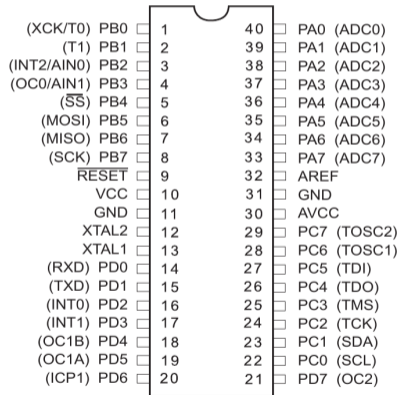 (XCK/T0) PB0 1 40 PA0 (ADC0)
(T1) PB1 2 39 PA1 (ADC1)
(INT2/AIN0) PB2 3 38 PA2 (ADC2)
(OC0/AIN1) PB3 4 37 PA3 (ADC3)
(S̅S̅) PB4 5 36 PA4 (ADC4)
(MOSI) PB5 6 35 PA5 (ADC5)
(MISO) PB6 7 34 PA6 (ADC6)
(SCK) PB7 8 33 PA7 (ADC7)
R̅E̅S̅E̅T̅ 9 32 AREF
VCC 10 31 GND
GND 11 30 AVCC
XTAL2 12 29 PC7 (TOSC2)
XTAL1 13 28 PC6 (TOSC1)
(RXD) PD0 14 27 PC5 (TDI)
(TXD) PD1 15 26 PC4 (TDO)
(INT0) PD2 16 25 PC3 (TMS)
(INT1) PD3 17 24 PC2 (TCK)
(OC1B) PD4 18 23 PC1 (SDA)
(OC1A) PD5 19 22 PC0 (SCL)
(ICP1) PD6 20 21 PD7 (OC2)